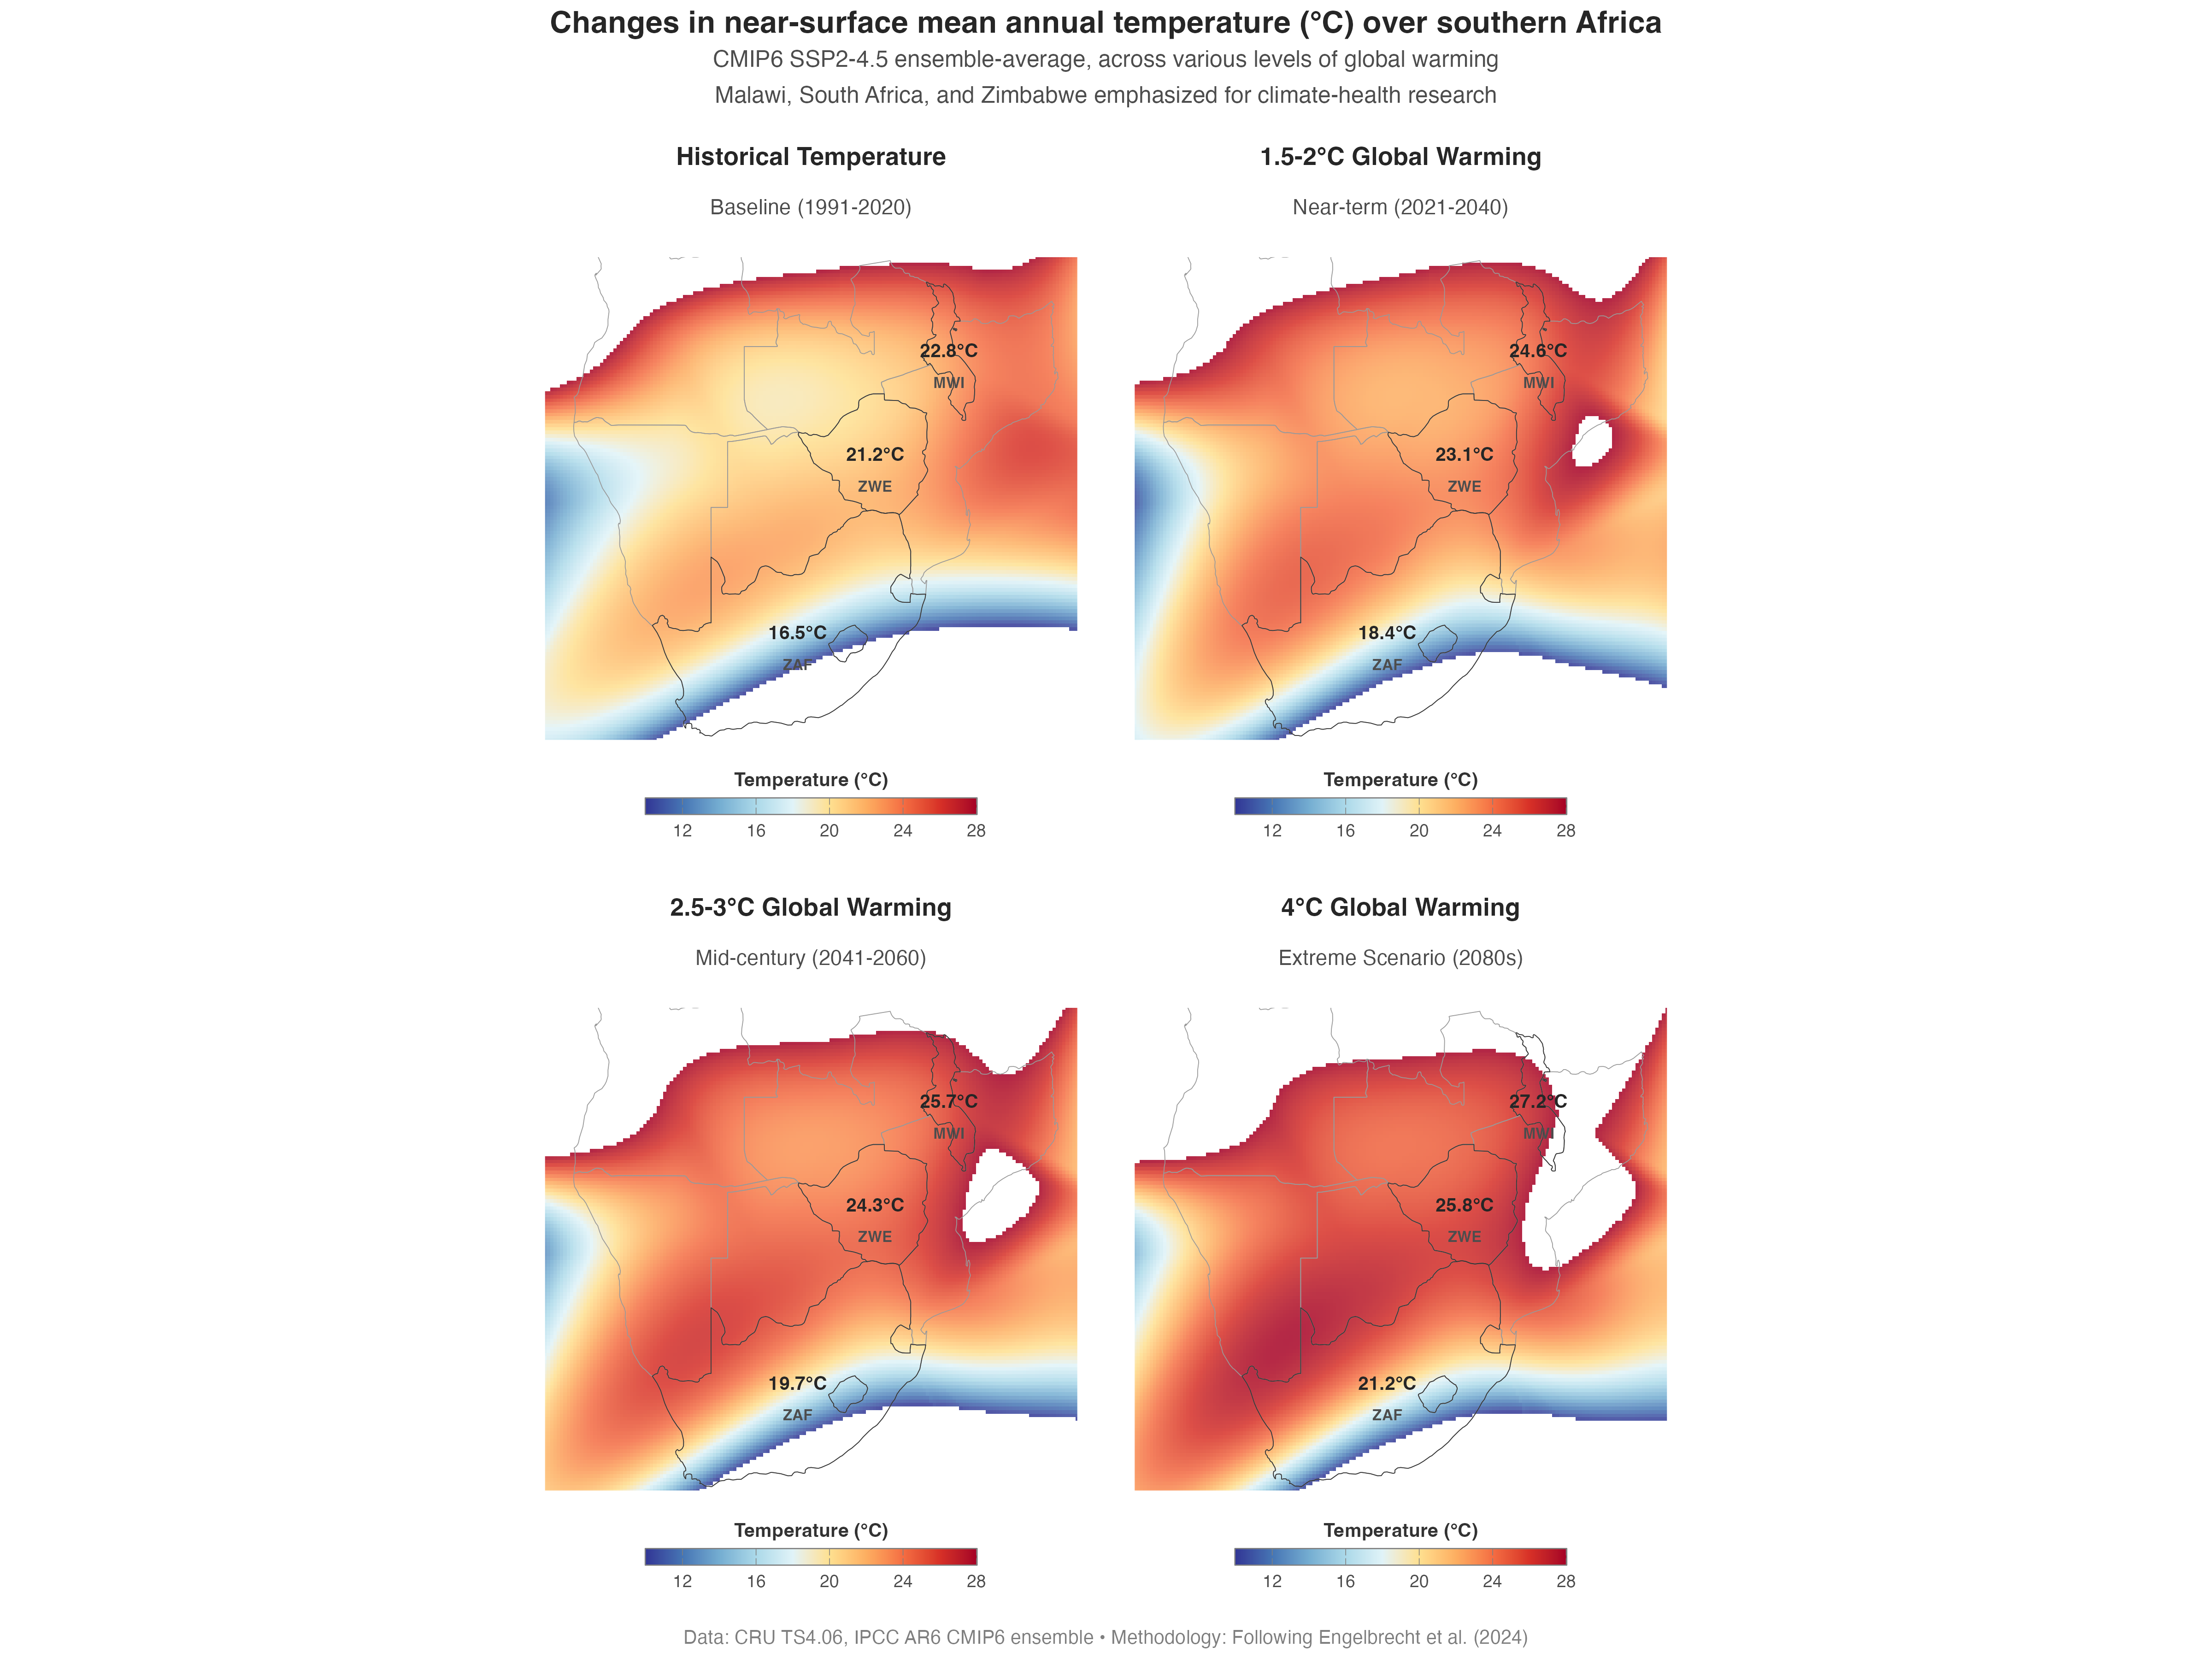 Changes in near-surface mean annual temperature (°C) over southern Africa
CMIP6 SSP2-4.5 ensemble-average, across various levels of global warming
Malawi, South Africa, and Zimbabwe emphasized for climate-health research
Historical Temperature
Baseline (1991-2020)
22.8°C
MWI
21.2°C
ZWE
16.5°C
ZAF
Temperature (°C)
12 16 20 24 28
1.5-2°C Global Warming
Near-term (2021-2040)
24.6°C
MWI
23.1°C
ZWE
18.4°C
ZAF
Temperature (°C)
12 16 20 24 28
2.5-3°C Global Warming
Mid-century (2041-2060)
25.7°C
MWI
24.3°C
ZWE
19.7°C
ZAF
Temperature (°C)
12 16 20 24 28
4°C Global Warming
Extreme Scenario (2080s)
27.2°C
MWI
25.8°C
ZWE
21.2°C
ZAF
Temperature (°C)
12 16 20 24 28
Data: CRU TS4.06, IPCC AR6 CMIP6 ensemble • Methodology: Following Engelbrecht et al. (2024)